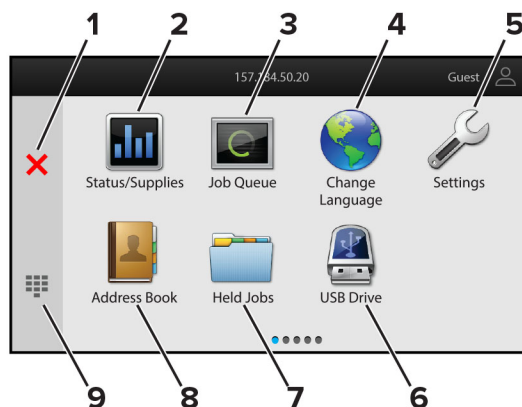 1 2 3 4 5
157.184.50.20 Guest
Status/Supplies Job Queue Change Language Settings
Address Book Held Jobs USB Drive
9 8 7 6